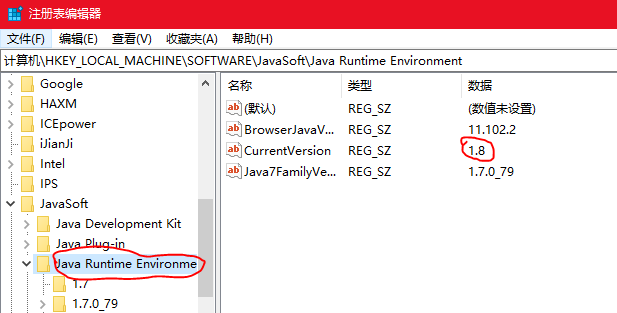 注册表编辑器
文件(F) 编辑(E) 查看(V) 收藏夹(A) 帮助(H)
计算机\HKEY_LOCAL_MACHINE\SOFTWARE\JavaSoft\Java Runtime Environment
Google
HAXM
ICEpower
iJianJi
Intel
IPS
JavaSoft
Java Development Kit
Java Plug-in
Java Runtime Environme
1.7
1.7.0_79
名称 类型 数据
(默认) REG_SZ (数值未设置)
BrowserJavaV... REG_SZ 11.102.2
CurrentVersion REG_SZ 1.8
Java7FamilyVe... REG_SZ 1.7.0_79